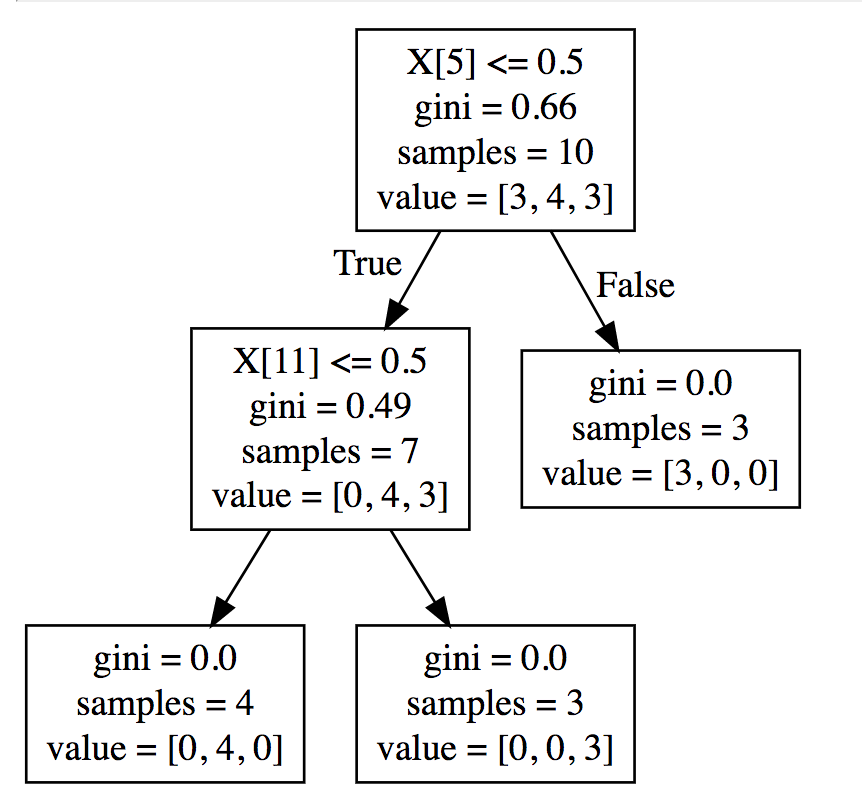 X[5] <= 0.5
gini = 0.66
samples = 10
value = [3, 4, 3]
True
False
X[11] <= 0.5
gini = 0.49
samples = 7
value = [0, 4, 3]
gini = 0.0
samples = 3
value = [3, 0, 0]
gini = 0.0
samples = 4
value = [0, 4, 0]
gini = 0.0
samples = 3
value = [0, 0, 3]